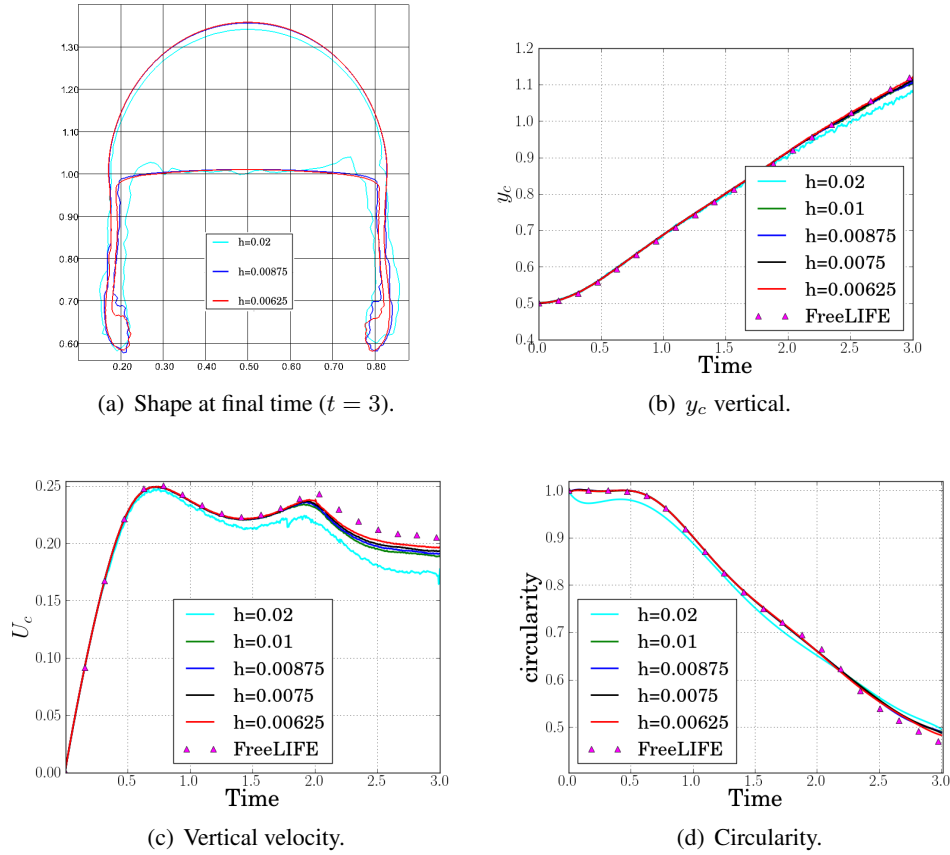 1.30
1.20
1.10
1.00
0.90
0.80
0.70
0.60
h=0.02
h=0.00875
h=0.00625
0.20 0.30 0.40 0.50 0.60 0.70 0.80
(a) Shape at final time (t = 3).
1.2
1.1
1.0
0.9
0.8
0.7
0.6
0.5
0.4
y_c
h=0.02
h=0.01
h=0.00875
h=0.0075
h=0.00625
FreeLIFE
0.0 0.5 1.0 1.5 2.0 2.5 3.0
Time
(b) y_c vertical.
0.25
0.20
0.15
0.10
0.05
0.00
U_c
h=0.02
h=0.01
h=0.00875
h=0.0075
h=0.00625
FreeLIFE
0.5 1.0 1.5 2.0 2.5 3.0
Time
(c) Vertical velocity.
1.0
0.9
0.8
0.7
0.6
0.5
circularity
h=0.02
h=0.01
h=0.00875
h=0.0075
h=0.00625
FreeLIFE
0.0 0.5 1.0 1.5 2.0 2.5 3.0
Time
(d) Circularity.